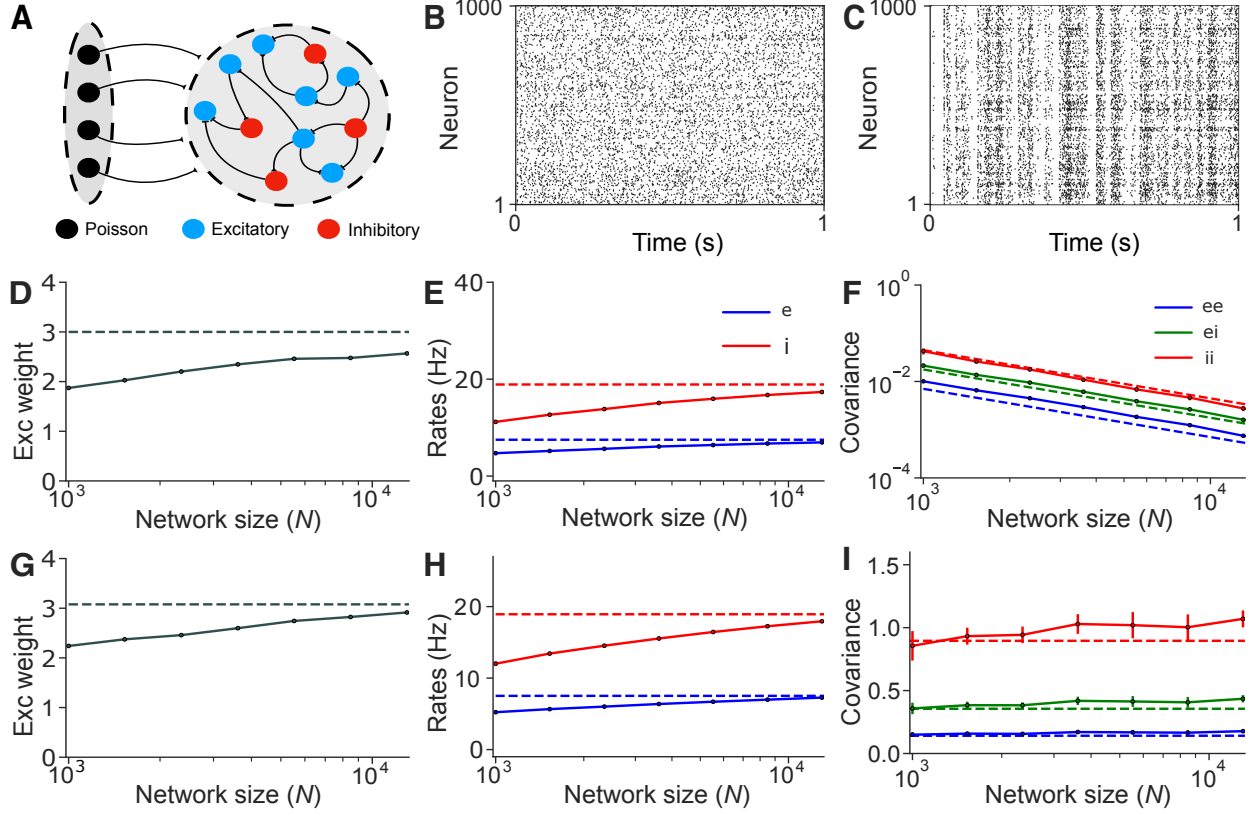 A
Poisson
Excitatory
Inhibitory
B
1000
Neuron
1
0
1
Time (s)
C
1000
Neuron
1
0
1
Time (s)
D
4
3
2
1
0
Exc weight
10^3
10^4
Network size (N)
E
40
20
0
Rates (Hz)
e
i
10^3
10^4
Network size (N)
F
10^0
10^-2
10^-4
Covariance
ee
ei
ii
10^3
10^4
Network size (N)
G
4
3
2
1
0
Exc weight
10^3
10^4
Network size (N)
H
20
10
0
Rates (Hz)
10^3
10^4
Network size (N)
I
1.0
0.5
0.0
Covariance
10^3
10^4
Network size (N)